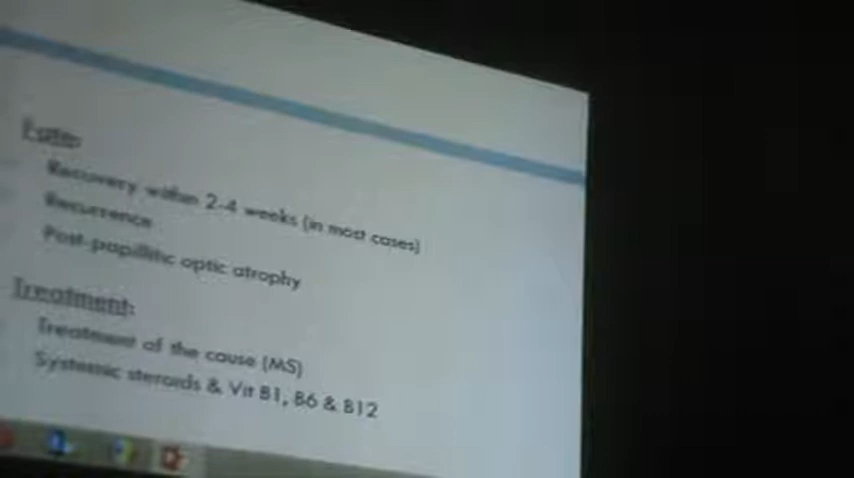 Fate:
Recovery within 2-4 weeks (in most cases)
Recurrence
Post-papillitic optic atrophy
Treatment:
Treatment of the cause (MS)
Systemic steroids & Vit B1, B6 & B12